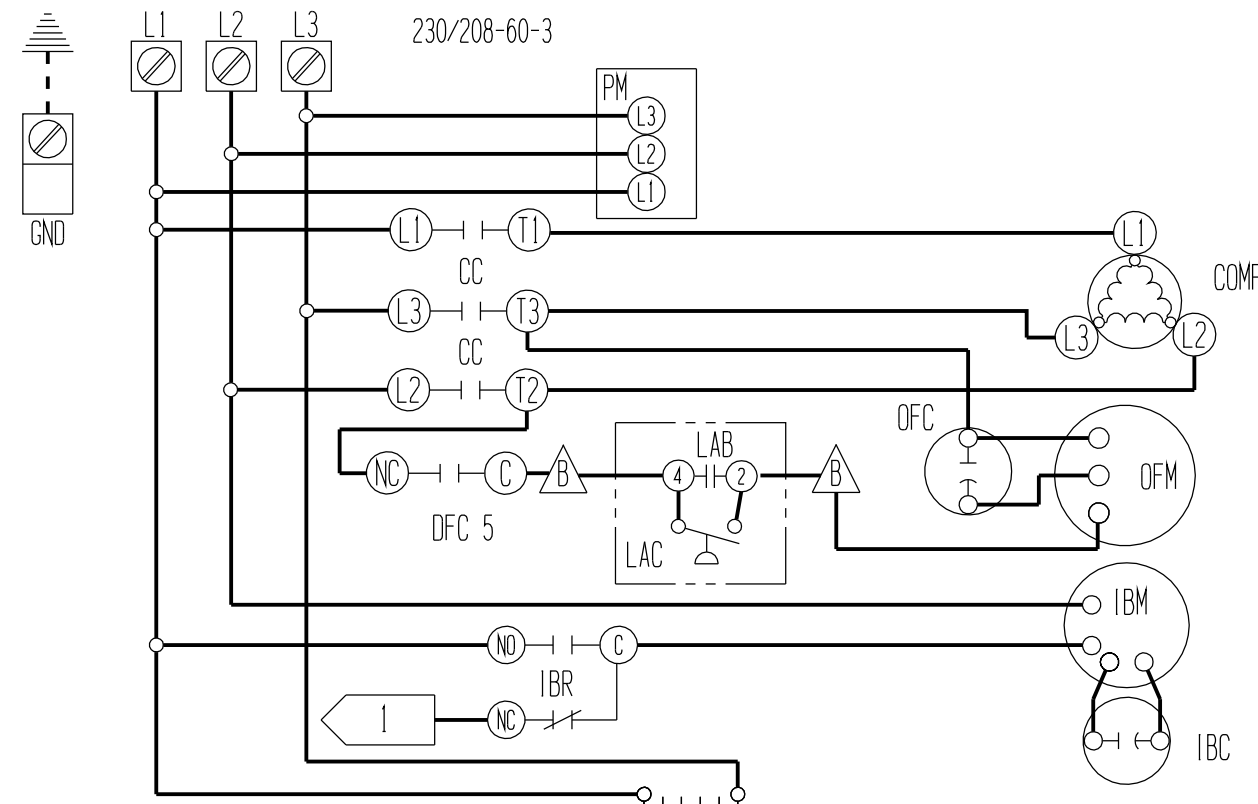 L1 L2 L3 230/208-60-3
PM
L3
L2
L1
GND
L1 T1 L1
CC
COMP
L3 T3 L3 L2
CC
L2 T2
OFC
NC C B LAB 4 2 B OFM
DFC 5
LAC
IBM
NO C
IBR
1 NC
IBC